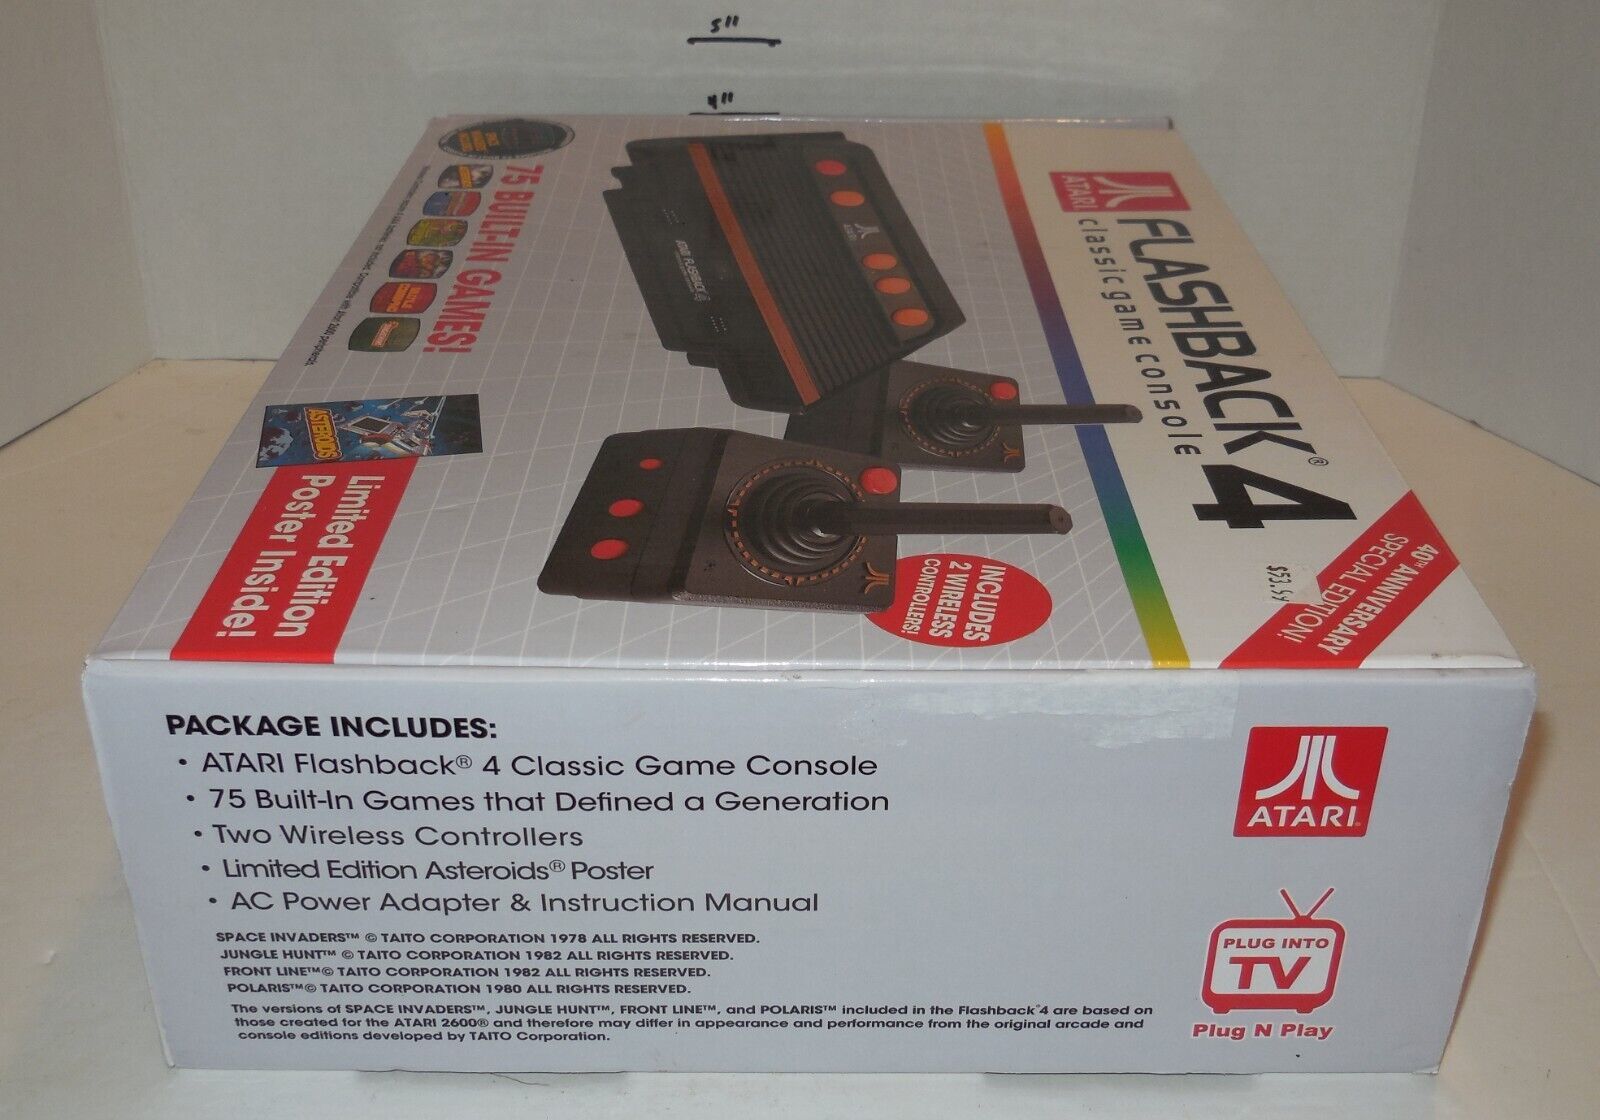 5"
4"
ATARI
FLASHBACK® 4
classic game console
40TH ANNIVERSARY
SPECIAL EDITION!
$53.99
75 BUILT-IN GAMES!
ATARI
ASTEROIDS
Limited Edition
Poster Inside!
INCLUDES
2 WIRELESS
CONTROLLERS!
PACKAGE INCLUDES:
• ATARI Flashback® 4 Classic Game Console
• 75 Built-In Games that Defined a Generation
• Two Wireless Controllers
• Limited Edition Asteroids® Poster
• AC Power Adapter & Instruction Manual
SPACE INVADERS™ © TAITO CORPORATION 1978 ALL RIGHTS RESERVED.
JUNGLE HUNT™ © TAITO CORPORATION 1982 ALL RIGHTS RESERVED.
FRONT LINE™© TAITO CORPORATION 1982 ALL RIGHTS RESERVED.
POLARIS™© TAITO CORPORATION 1980 ALL RIGHTS RESERVED.
The versions of SPACE INVADERS™, JUNGLE HUNT™, FRONT LINE™, and POLARIS™ included in the Flashback®4 are based on
those created for the ATARI 2600® and therefore may differ in appearance and performance from the original arcade and
console editions developed by TAITO Corporation.
ATARI®
PLUG INTO
TV
Plug N Play